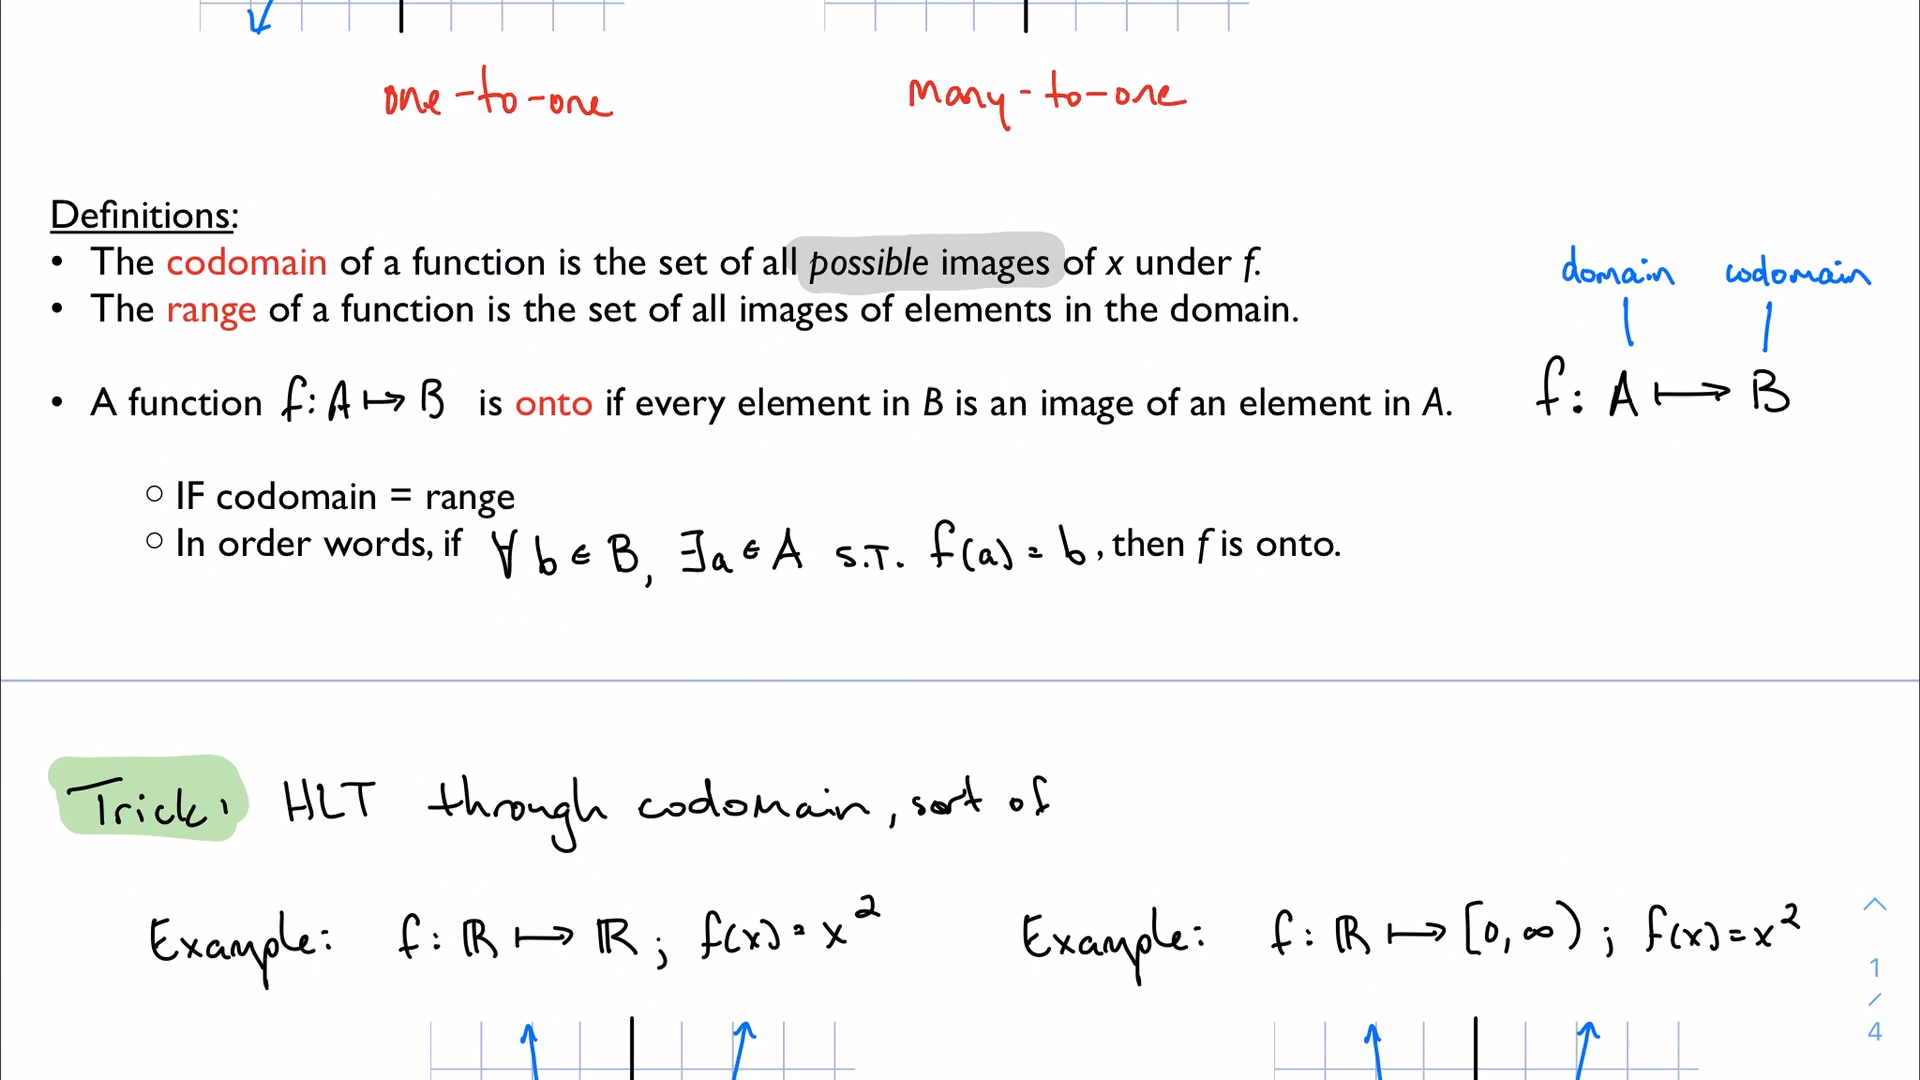 one-to-one many-to-one
Definitions:
• The codomain of a function is the set of all possible images of x under f.
• The range of a function is the set of all images of elements in the domain.
domain codomain
f: A ↦ B
• A function f: A ↦ B is onto if every element in B is an image of an element in A.
○ IF codomain = range
○ In order words, if ∀ b ∈ B, ∃a ∈ A s.t. f(a) = b, then f is onto.
Trick: HLT through codomain, sort of
Example: f: ℝ ↦ ℝ; f(x) = x²
Example: f: ℝ ↦ [0, ∞); f(x) = x²
1
/
4